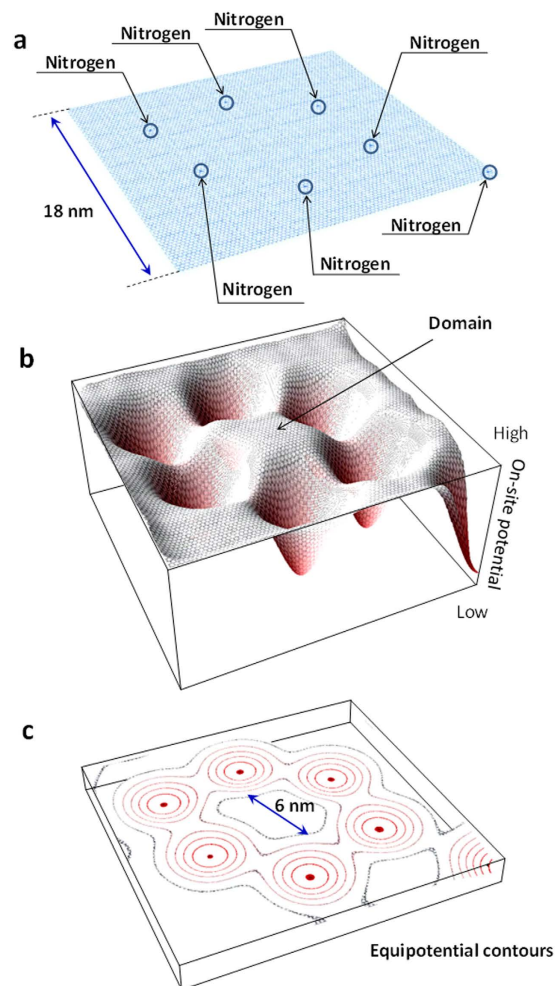 a
Nitrogen
Nitrogen
Nitrogen
Nitrogen
18 nm
Nitrogen
Nitrogen
Nitrogen
b
Domain
High
On-site potential
Low
c
6 nm
Equipotential contours